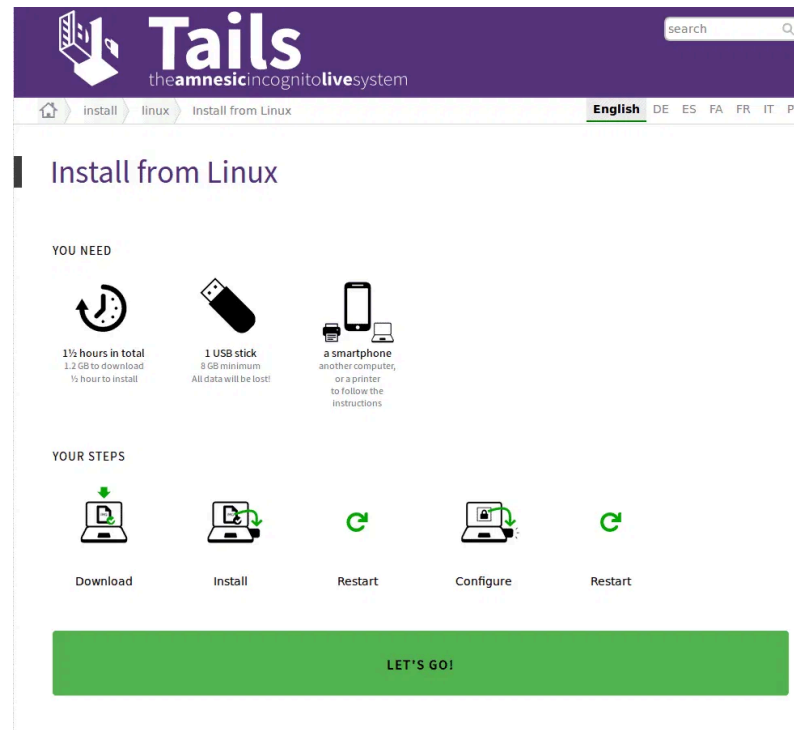 Tails
theamnesicincognitolivesystem
search
install linux Install from Linux
English DE ES FA FR IT P
Install from Linux
YOU NEED
1½ hours in total
1.2 GB to download
½ hour to install
1 USB stick
8 GB minimum
All data will be lost!
a smartphone
another computer,
or a printer
to follow the
instructions
YOUR STEPS
Download Install Restart Configure Restart
LET'S GO!